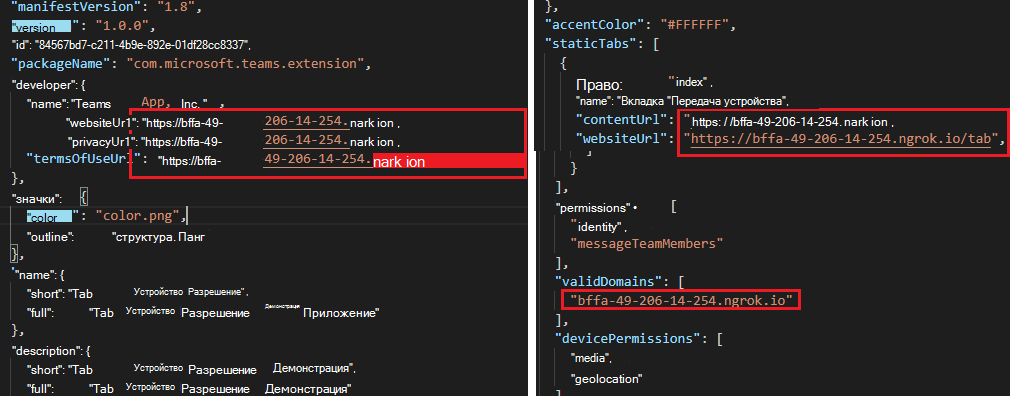 "manifestVersion": "1.8",
"version": "1.0.0",
"id": "84567bd7-c211-4b9e-892e-01df28cc8337",
"packageName": "com.microsoft.teams.extension",
"developer": {
"name": "Teams App, Inc. " ,
"websiteUr1": "https://bffa-49-206-14-254.nark ion ,
"privacyUr1": "https://bffa-49-206-14-254.nark ion ,
"termsOfUseUrl": "https://bffa-49-206-14-254.nark ion
},
"значки: {
"color": "color.png",
"outline": "структура. Панг
},
"name": {
"short": "Tab Устройство Разрешение" ,
"full": "Tab Устройство Разрешение Демонстрация Приложение"
},
"description": {
"short": "Tab Устройство Разрешение Демонстрация",
"full": "Tab Устройство Разрешение Демонстрация"
},
"accentColor": "#FFFFFF",
"staticTabs": [
{
Право: "index" ,
"name": "Вкладка "Передача устройства",
"contentUrl": "https: / /bffa-49-206-14-254. nark ion ,
"websiteUrl": "https://bffa-49-206-14-254.ngrok.io/tab",
}
],
"permissions" • [
"identity" ,
"messageTeamMembers"
],
"validDomains": [
"bffa-49-206-14-254.ngrok.io"
],
"devicePermissions": [
"media" ,
"geolocation"